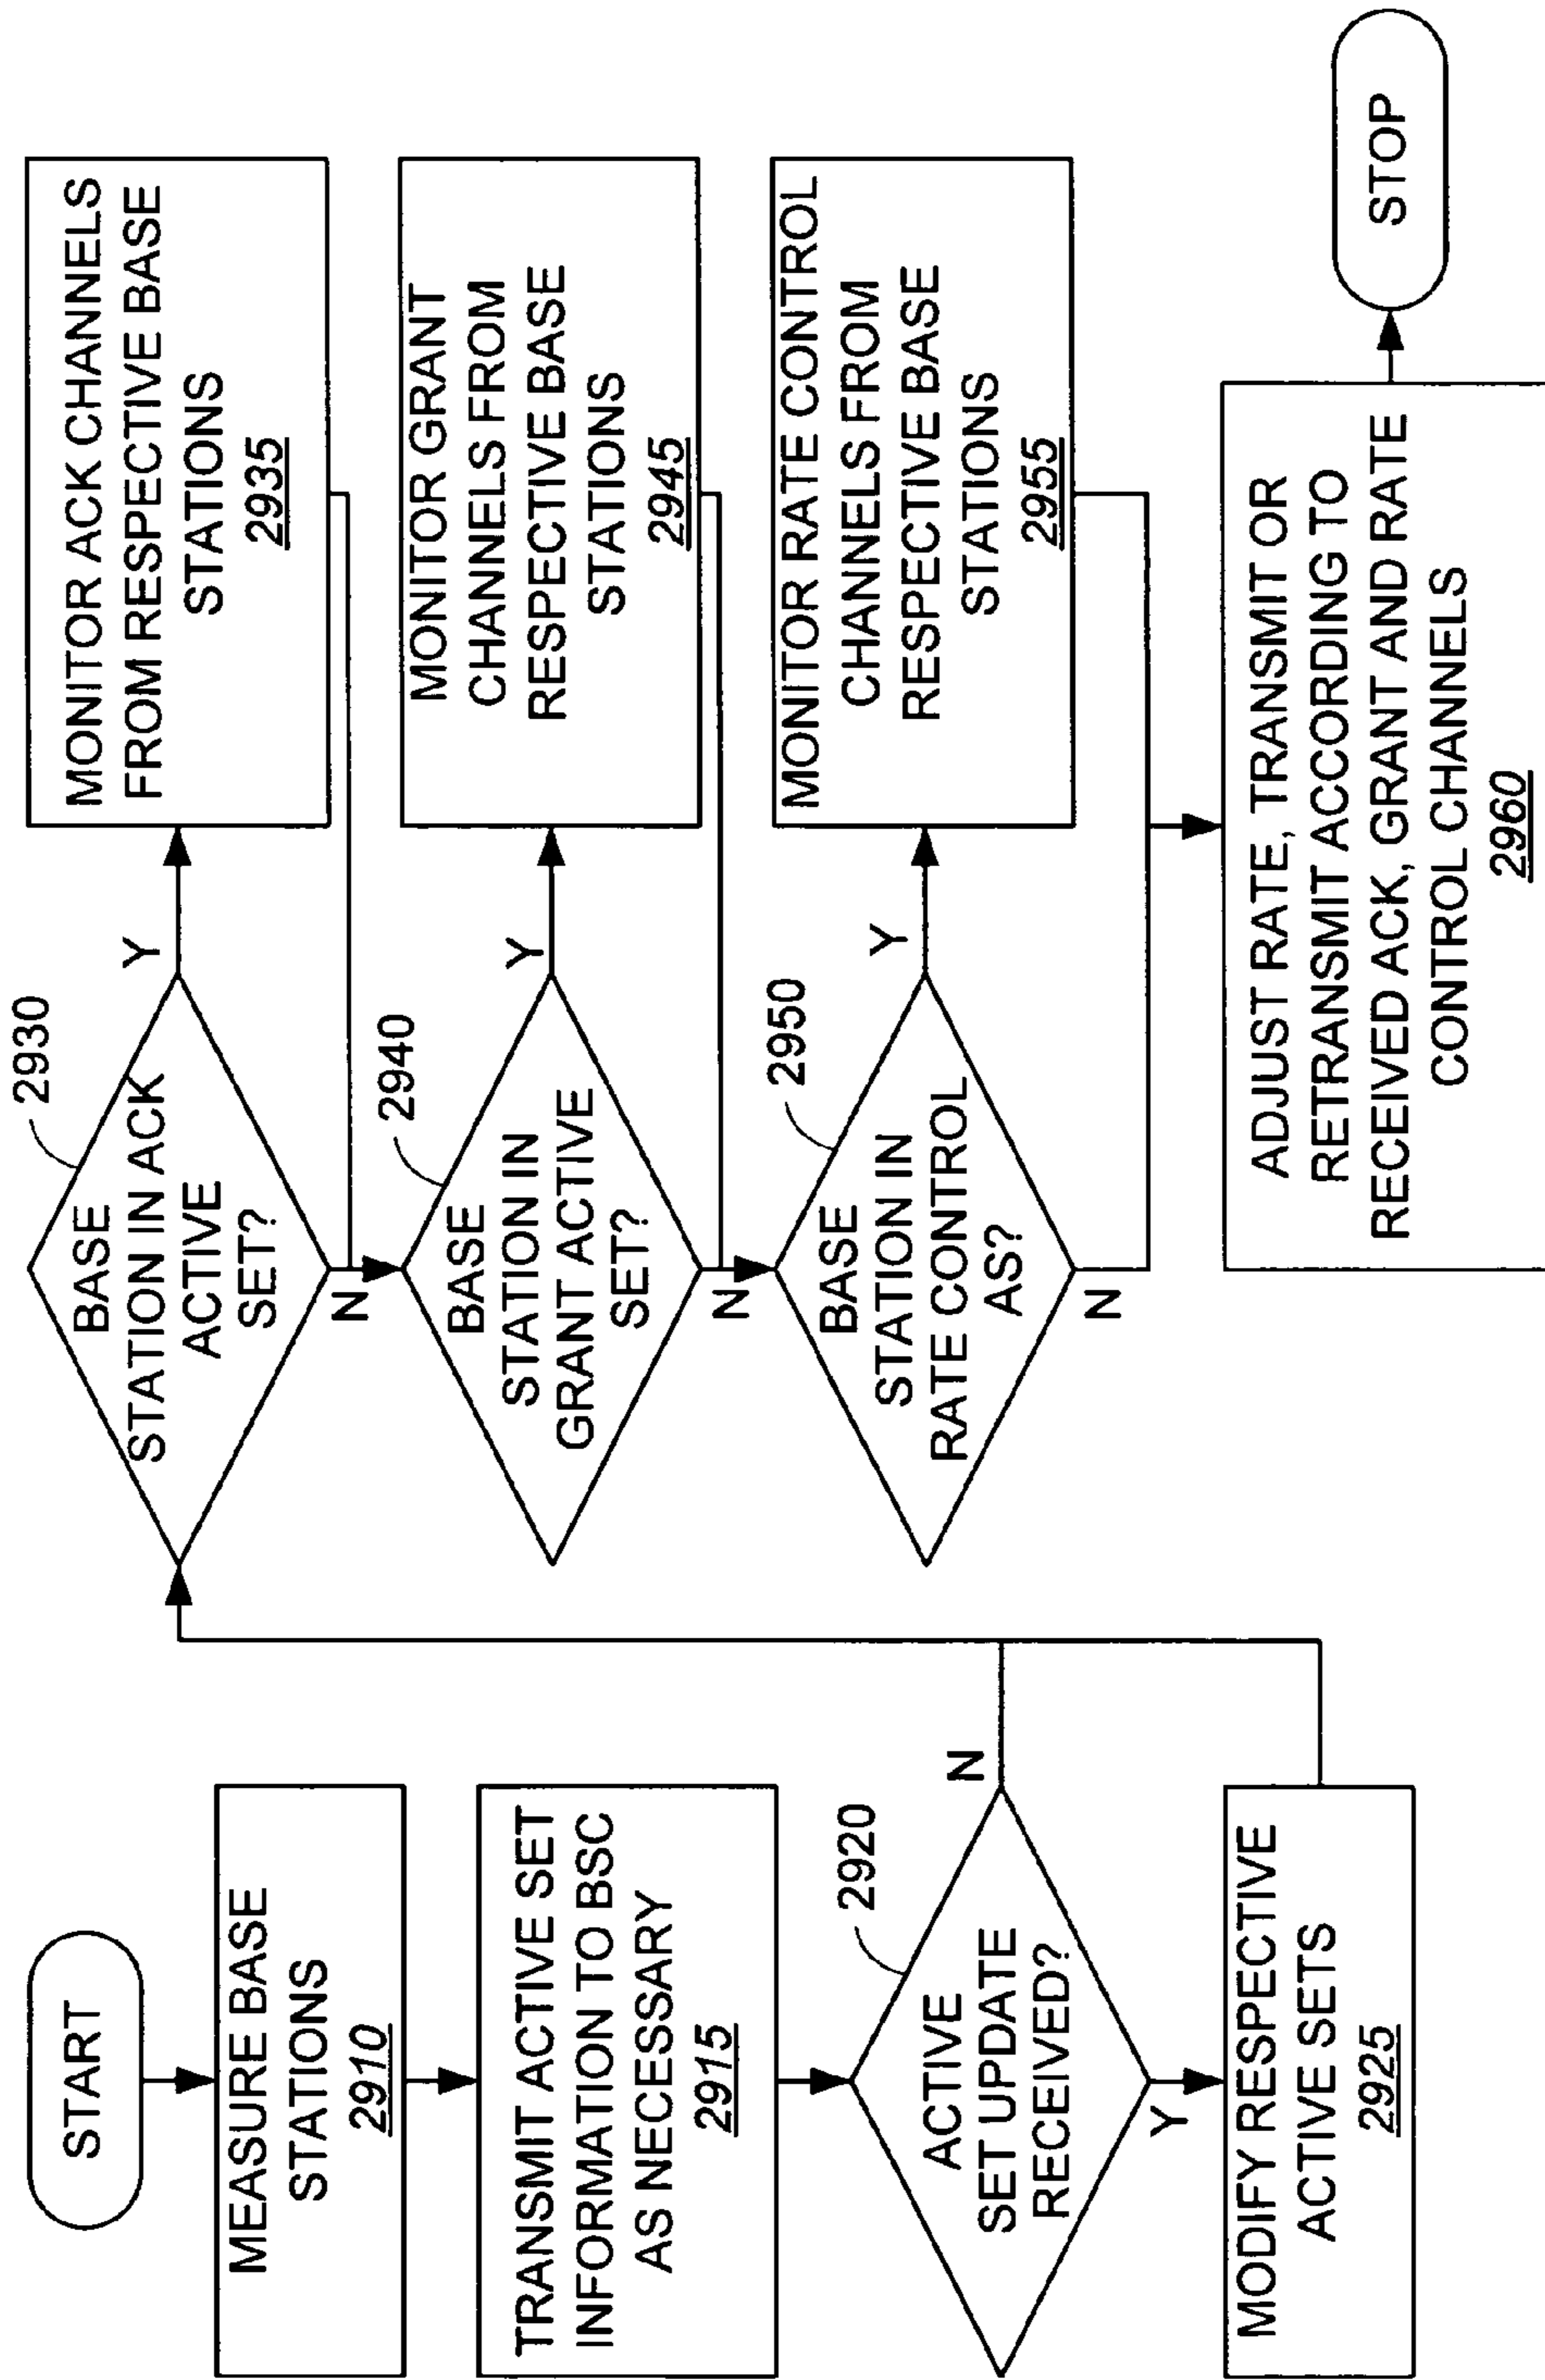 START
MEASURE BASE
STATIONS
2910
TRANSMIT ACTIVE SET
INFORMATION TO BSC
AS NECESSARY
2915
2920
ACTIVE
SET UPDATE
RECEIVED?
N
Y
MODIFY RESPECTIVE
ACTIVE SETS
2925
2930
BASE
STATION IN ACK
ACTIVE
SET?
Y
N
MONITOR ACK CHANNELS
FROM RESPECTIVE BASE
STATIONS
2935
2940
BASE
STATION IN
GRANT ACTIVE
SET?
Y
N
MONITOR GRANT
CHANNELS FROM
RESPECTIVE BASE
STATIONS
2945
2950
BASE
STATION IN
RATE CONTROL
AS?
Y
N
MONITOR RATE CONTROL
CHANNELS FROM
RESPECTIVE BASE
STATIONS
2955
ADJUST RATE, TRANSMIT OR
RETRANSMIT ACCORDING TO
RECEIVED ACK, GRANT AND RATE
CONTROL CHANNELS
2960
STOP